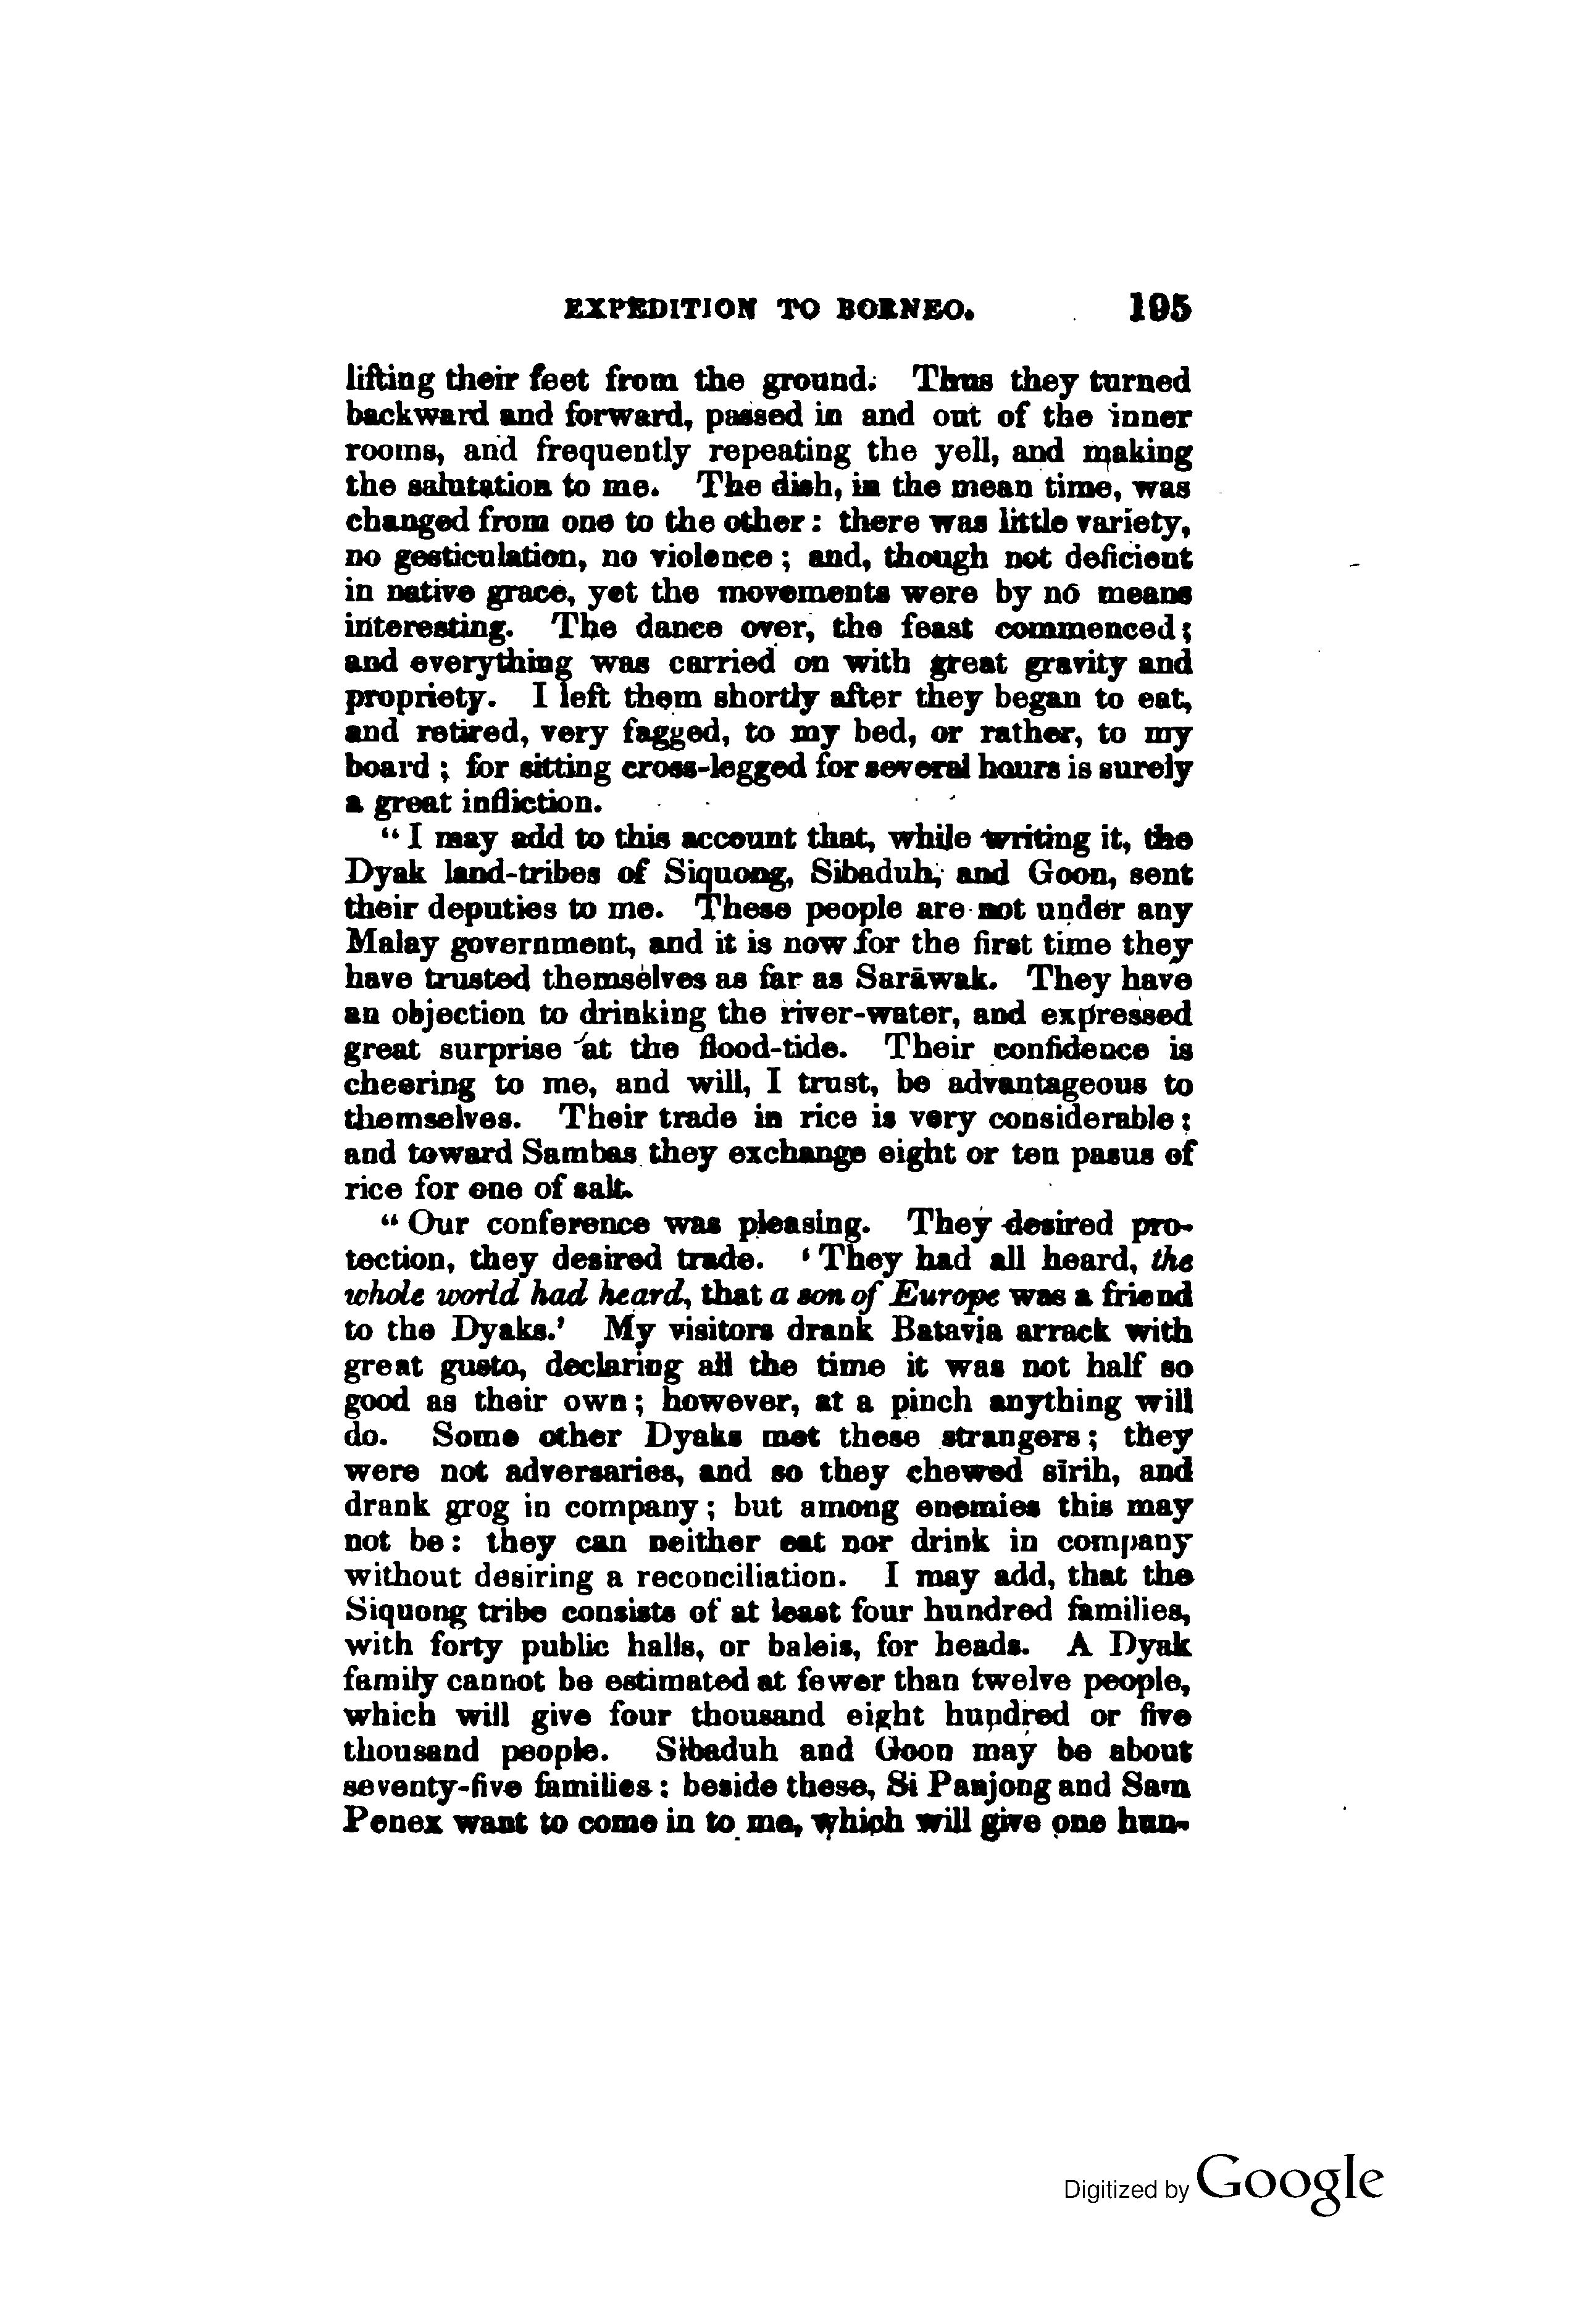 EXPEDITION TO BORNEO. 195
lifting their feet from the ground. Thus they turned
backward and forward, passed in and out of the inner
rooms, and frequently repeating the yell, and making
the salutation to me. The dish, in the mean time, was
changed from one to the other: there was little variety,
no gesticulation, no violence; and, though not deficient
in native grace, yet the movements were by no means
interesting. The dance over, the feast commenced;
and everything was carried on with great gravity and
propriety. I left them shortly after they began to eat,
and retired, very fagged, to my bed, or rather, to my
board; for sitting cross-legged for several hours is surely
a great infliction.
"I may add to this account that, while writing it, the
Dyak land-tribes of Siquong, Sibaduh, and Goon, sent
their deputies to me. These people are not under any
Malay government, and it is now for the first time they
have trusted themselves as far as Sarāwak. They have
an objection to drinking the river-water, and expressed
great surprise at the flood-tide. Their confidence is
cheering to me, and will, I trust, be advantageous to
themselves. Their trade in rice is very considerable;
and toward Sambas they exchange eight or ten pasus of
rice for one of salt.
"Our conference was pleasing. They desired pro-
tection, they desired trade. 'They had all heard, the
whole world had heard, that a son of Europe was a friend
to the Dyaks.' My visitors drank Batavia arrack with
great gusto, declaring all the time it was not half so
good as their own; however, at a pinch anything will
do. Some other Dyaks met these strangers; they
were not adversaries, and so they chewed sīrih, and
drank grog in company; but among enemies this may
not be: they can neither eat nor drink in company
without desiring a reconciliation. I may add, that the
Siquong tribe consists of at least four hundred families,
with forty public halls, or baleis, for heads. A Dyak
family cannot be estimated at fewer than twelve people,
which will give four thousand eight hundred or five
thousand people. Sibaduh and Goon may be about
seventy-five families: beside these, Si Panjong and Sam
Penex want to come in to me, which will give one hun-
Digitized by Google